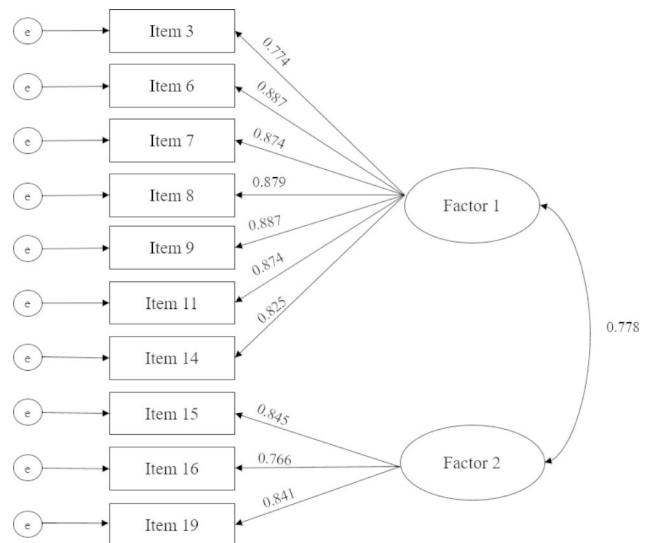 e
Item 3
0.774
e
Item 6
0.887
e
Item 7
0.874
e
Item 8
0.879
Factor 1
e
Item 9
0.887
e
Item 11
0.874
e
Item 14
0.825
0.778
e
Item 15
0.845
e
Item 16
0.766
Factor 2
e
Item 19
0.841